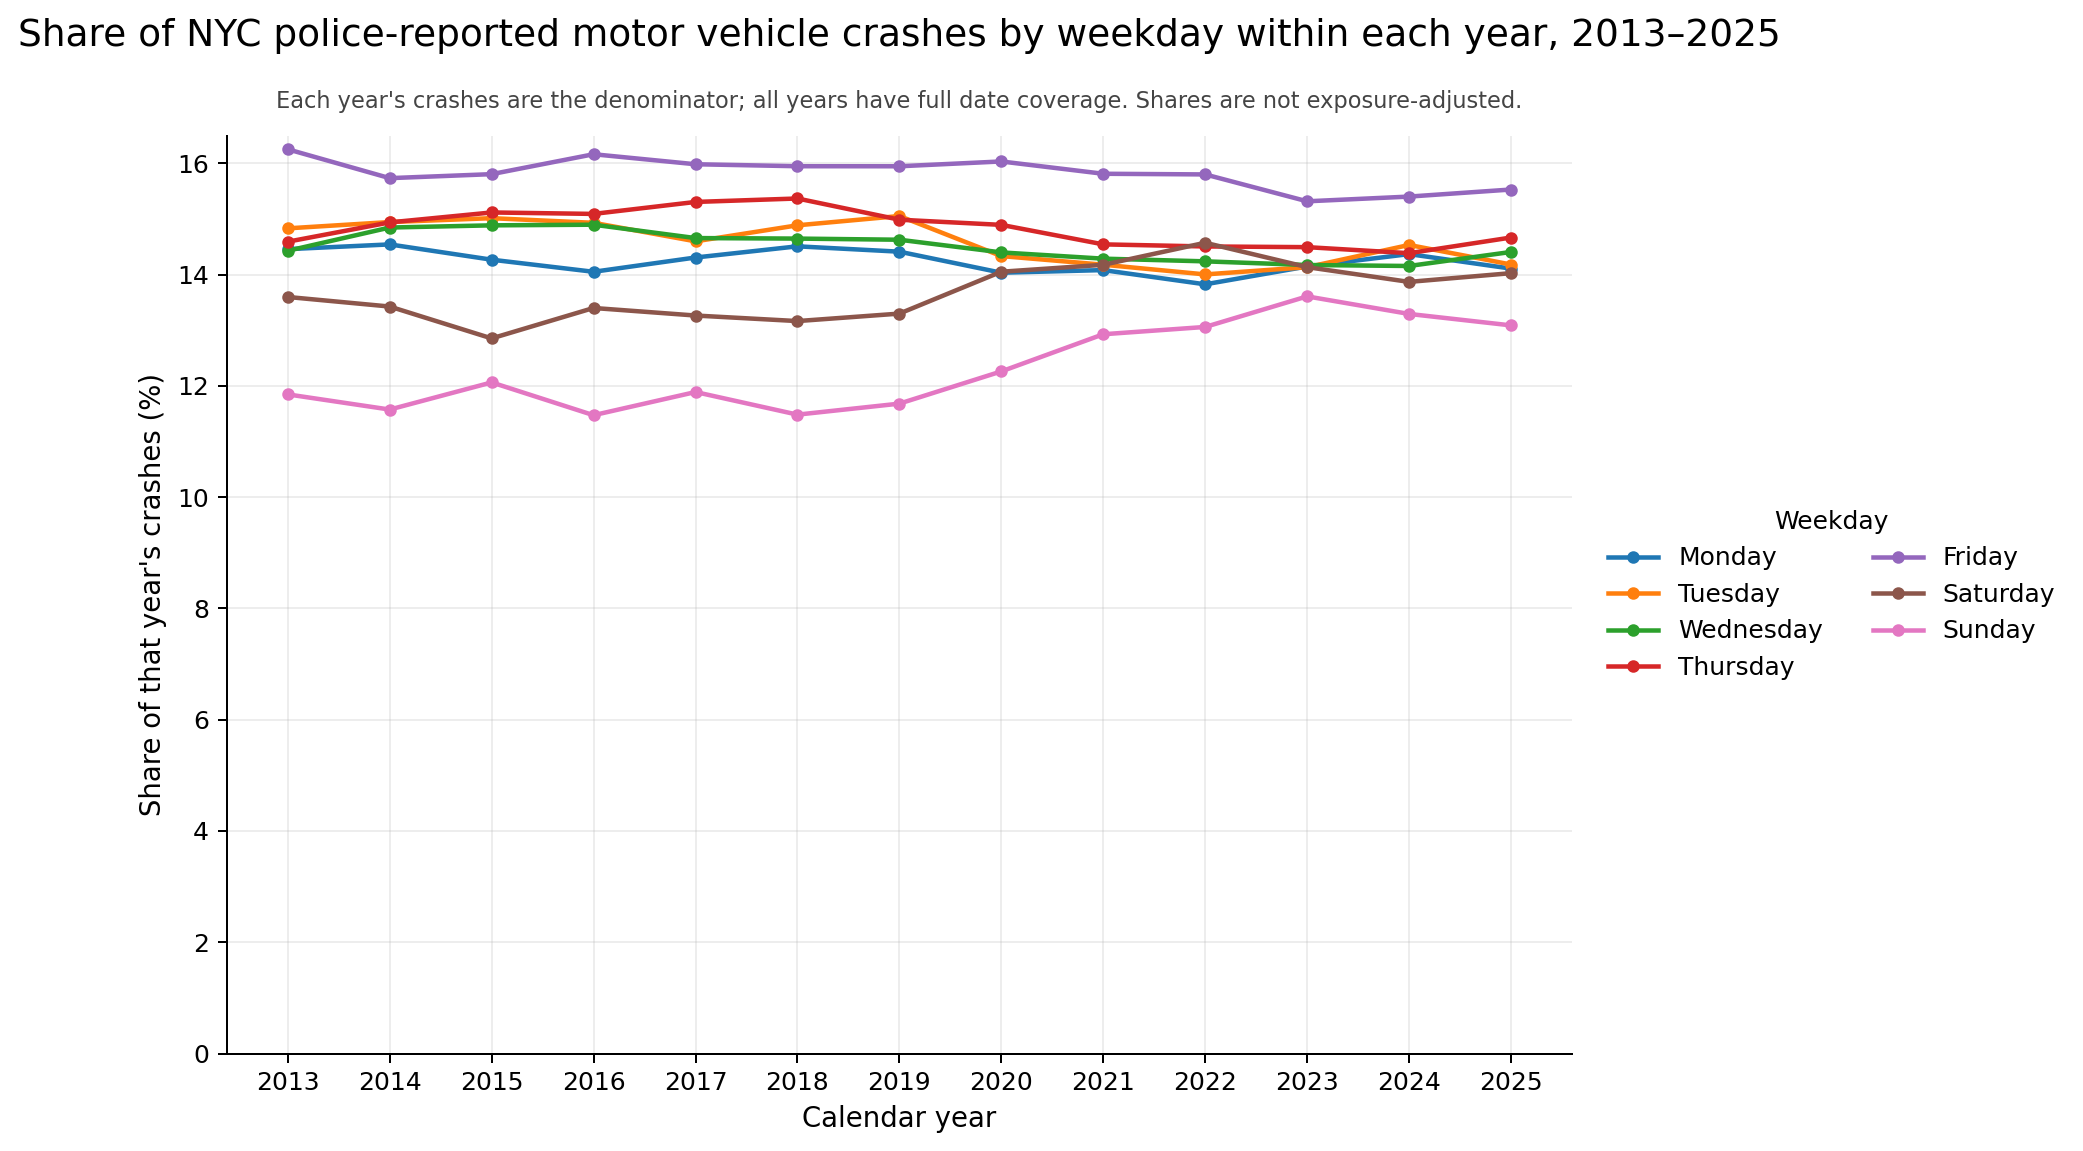 Share of NYC police-reported motor vehicle crashes by weekday within each year, 2013–2025
Each year's crashes are the denominator; all years have full date coverage. Shares are not exposure-adjusted.
Share of that year's crashes (%)
16
14
12
10
8
6
4
2
0
2013 2014 2015 2016 2017 2018 2019 2020 2021 2022 2023 2024 2025
Calendar year
Weekday
Monday
Tuesday
Wednesday
Thursday
Friday
Saturday
Sunday